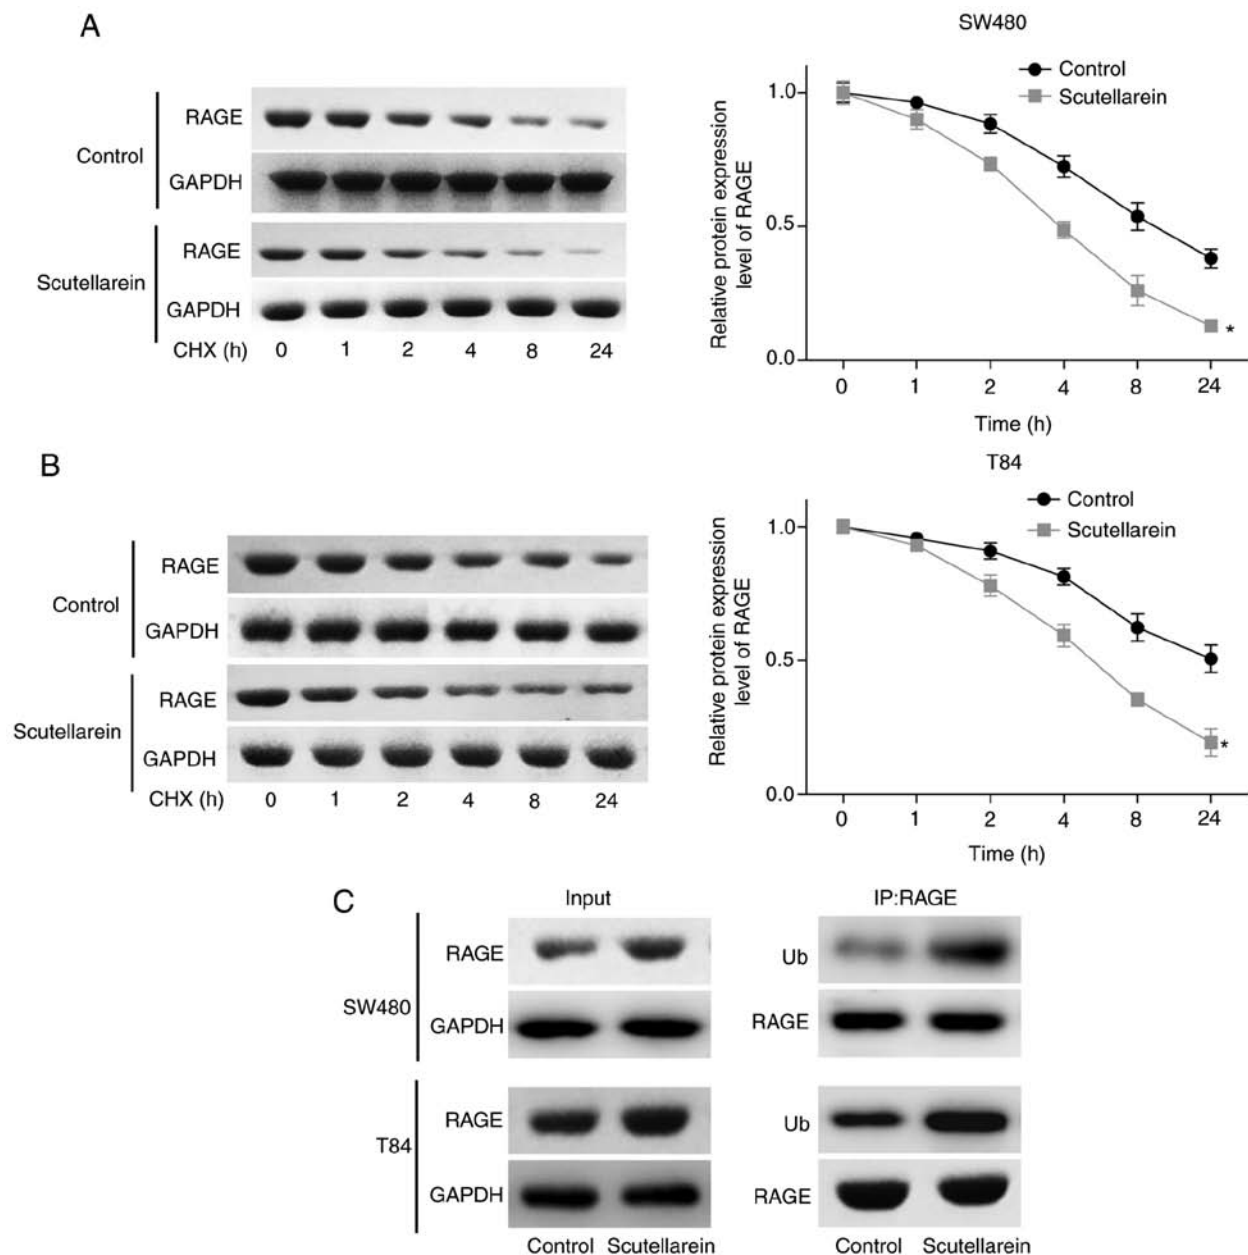 A
RAGE
Control
GAPDH
RAGE
Scutellarein
GAPDH
CHX (h) 0 1 2 4 8 24
SW480
Control
Scutellarein
Relative protein expression
level of RAGE
1.0
0.5
0.0
*
0 1 2 4 8 24
Time (h)
B
RAGE
Control
GAPDH
RAGE
Scutellarein
GAPDH
CHX (h) 0 1 2 4 8 24
T84
Control
Scutellarein
Relative protein expression
level of RAGE
1.0
0.5
0.0
*
0 1 2 4 8 24
Time (h)
C
Input IP:RAGE
RAGE Ub
SW480
GAPDH RAGE
RAGE Ub
T84
GAPDH RAGE
Control Scutellarein Control Scutellarein